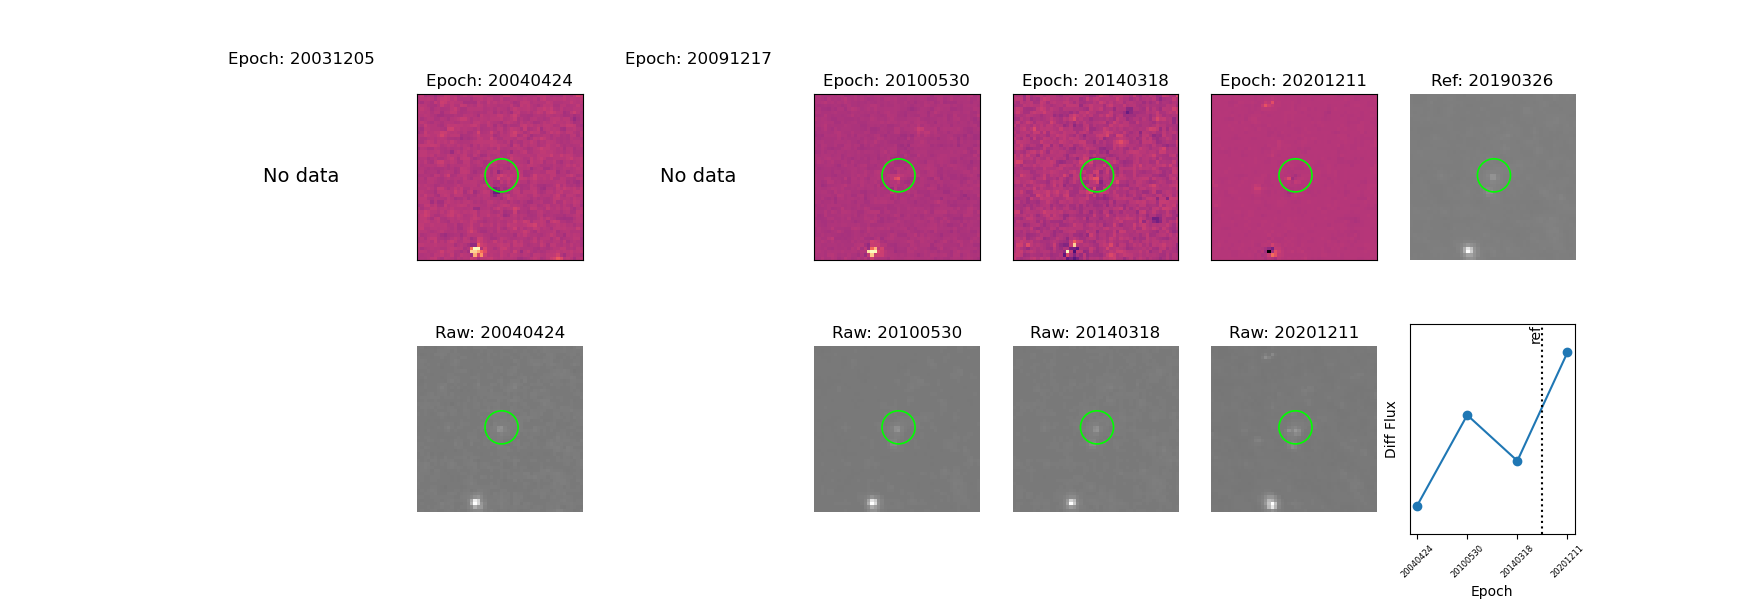 Epoch: 20031205
Epoch: 20091217
Epoch: 20040424
Epoch: 20100530
Epoch: 20140318
Epoch: 20201211
Ref: 20190326
No data
No data
Raw: 20040424
Raw: 20100530
Raw: 20140318
Raw: 20201211
ref
Diff Flux
20040424
20100530
20140318
20201211
Epoch